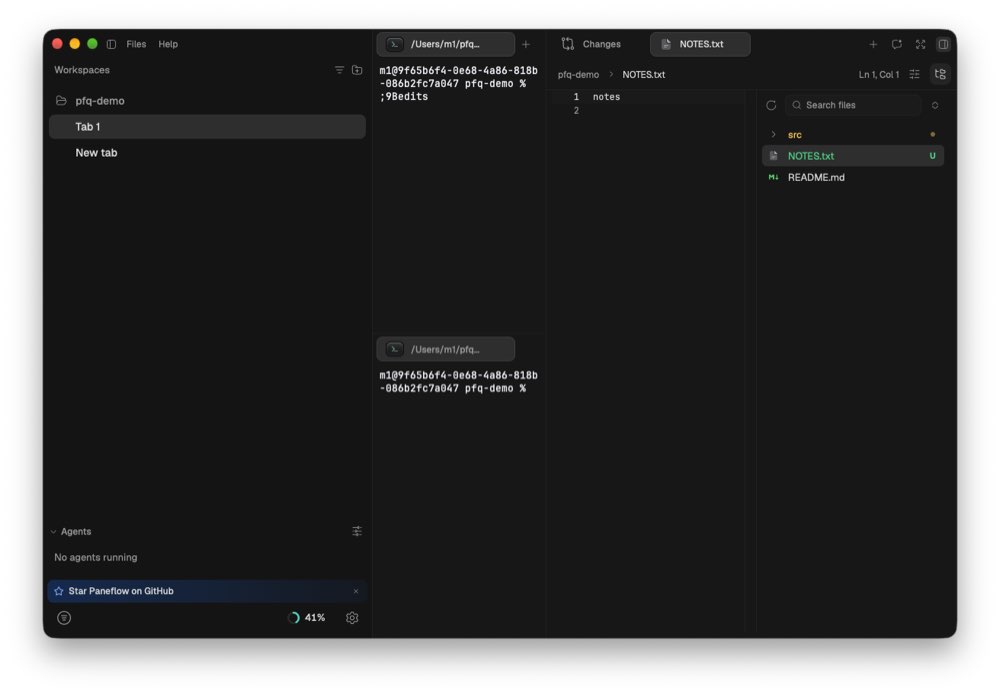 Files Help
Workspaces
pfq-demo
Tab 1
New tab
Agents
No agents running
Star Paneflow on GitHub
41%
/Users/m1/pfq...
m1@9f65b6f4-0e68-4a86-818b
-086b2fc7a047 pfq-demo %
;9Bedits
/Users/m1/pfq...
m1@9f65b6f4-0e68-4a86-818b
-086b2fc7a047 pfq-demo %
Changes
NOTES.txt
pfq-demo > NOTES.txt
Ln 1, Col 1
1 notes
2
Search files
src
NOTES.txt U
M↓ README.md